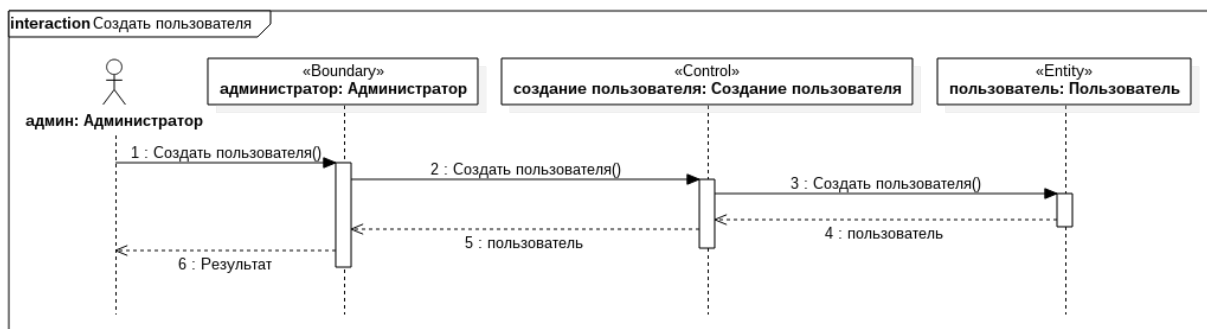 interaction Создать пользователя
«Boundary»
администратор: Администратор
«Control»
создание пользователя: Создание пользователя
«Entity»
пользователь: Пользователь
админ: Администратор
1 : Создать пользователя()
2 : Создать пользователя()
3 : Создать пользователя()
4 : пользователь
5 : пользователь
6 : Результат